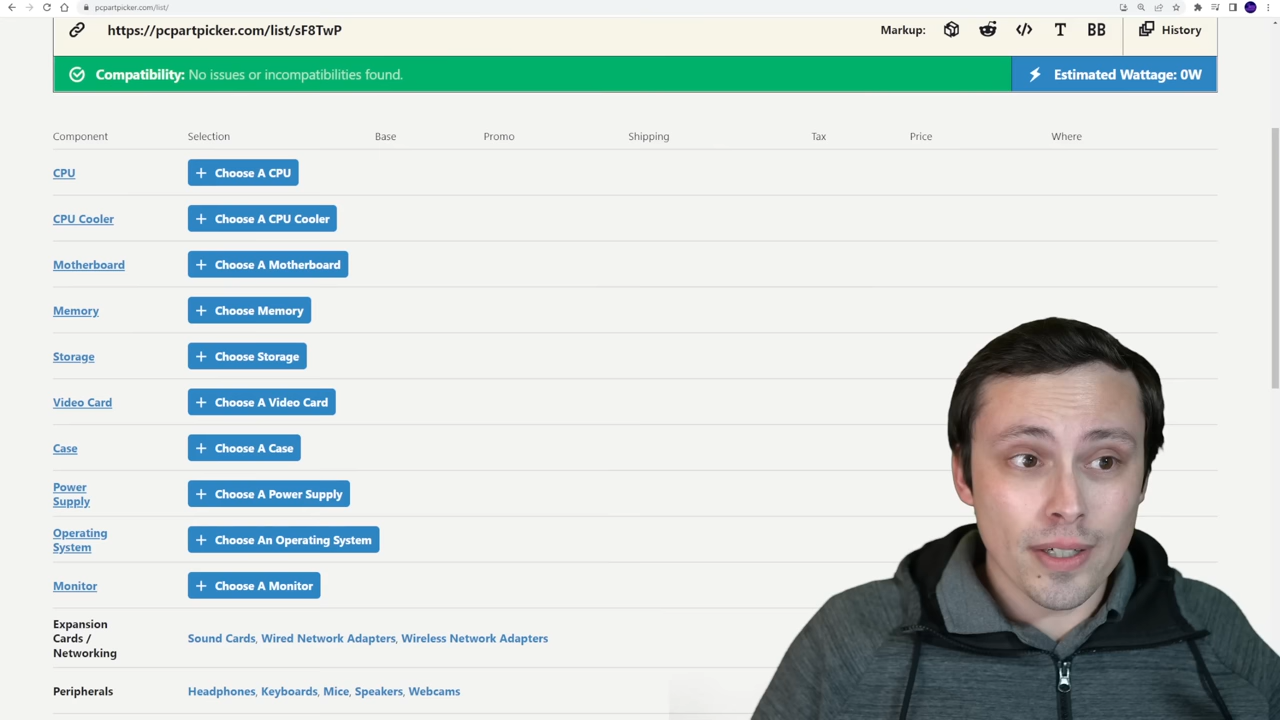 pcpartpicker.com/list/
https://pcpartpicker.com/list/sF8TwP
Markup:
BB
History
Compatibility: No issues or incompatibilities found.
Estimated Wattage: 0W
Component Selection Base Promo Shipping Tax Price Where
CPU + Choose A CPU
CPU Cooler + Choose A CPU Cooler
Motherboard + Choose A Motherboard
Memory + Choose Memory
Storage + Choose Storage
Video Card + Choose A Video Card
Case + Choose A Case
Power
Supply
+ Choose A Power Supply
Operating
System
+ Choose An Operating System
Monitor + Choose A Monitor
Expansion
Cards /
Networking
Sound Cards, Wired Network Adapters, Wireless Network Adapters
Peripherals Headphones, Keyboards, Mice, Speakers, Webcams